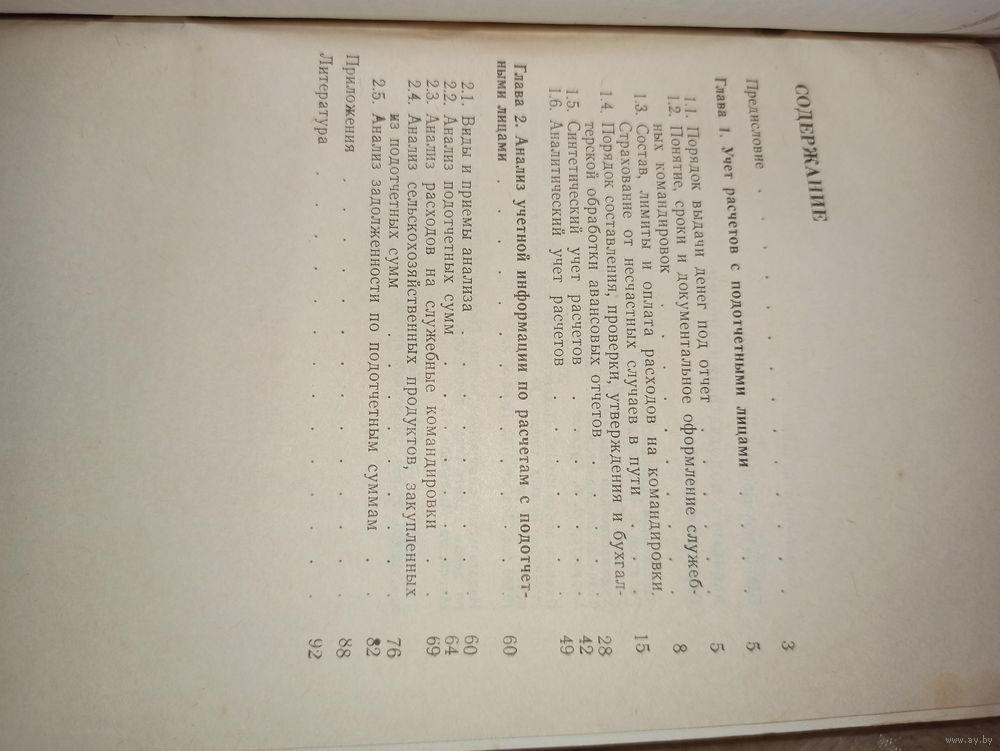 СОДЕРЖАНИЕ
Предисловие . . . . . . . . . . 3
Глава 1. Учет расчетов с подотчетными лицами . . . . 5
1.1. Порядок выдачи денег под отчет . . . . . 5
1.2. Понятие, сроки и документальное оформление служеб-
ных командировок . . . . . . . . 8
1.3. Состав, лимиты и оплата расходов на командировки.
Страхование от несчастных случаев в пути . . . . 15
1.4. Порядок составления, проверки, утверждения и бухгал-
терской обработки авансовых отчетов . . . . 28
1.5. Синтетический учет расчетов . . . . . . 42
1.6. Аналитический учет расчетов . . . . . . 49
Глава 2. Анализ учетной информации по расчетам с подотчет-
ными лицами . . . . . . . . . . 60
2.1. Виды и приемы анализа . . . . . . . 60
2.2. Анализ подотчетных сумм . . . . . . . 64
2.3. Анализ расходов на служебные командировки . . 69
2.4. Анализ сельскохозяйственных продуктов, закупленных
из подотчетных сумм . . . . . . . 76
2.5. Анализ задолженности по подотчетным суммам . . 82
Приложения . . . . . . . . . . 88
Литература . . . . . . . . . . 92
www.ay.by